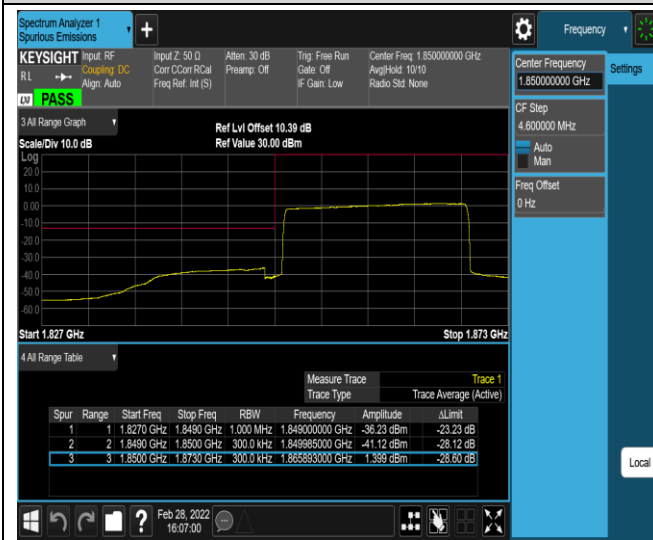 Spectrum Analyzer 1
Spurious Emissions
Frequency
KEYSIGHT Input: RF
R L
Coupling: DC
Align: Auto
LXI PASS
Input Z: 50 Ω
Corr CCorr RCal
Freq Ref: Int (S)
Atten: 30 dB
Preamp: Off
Trig: Free Run
Gate: Off
IF Gain: Low
Center Freq: 1.850000000 GHz
Avg|Hold: 10/10
Radio Std: None
Center Frequency
1.850000000 GHz
Settings
CF Step
4.600000 MHz
Auto
Man
Freq Offset
0 Hz
3 All Range Graph
Scale/Div 10.0 dB
Ref Lvl Offset 10.39 dB
Ref Value 30.00 dBm
Log
20.0
10.0
0.00
-10.0
-20.0
-30.0
-40.0
-50.0
-60.0
Start 1.827 GHz
Stop 1.873 GHz
4 All Range Table
Measure Trace Trace 1
Trace Type Trace Average (Active)
Spur Range Start Freq Stop Freq RBW Frequency Amplitude ΔLimit
1 1 1.8270 GHz 1.8490 GHz 1.000 MHz 1.849000000 GHz -36.23 dBm -23.23 dB
2 2 1.8490 GHz 1.8500 GHz 300.0 kHz 1.849985000 GHz -41.12 dBm -28.12 dB
3 3 1.8500 GHz 1.8730 GHz 300.0 kHz 1.865893000 GHz 1.399 dBm -28.60 dB
Local
Feb 28, 2022
16:07:00